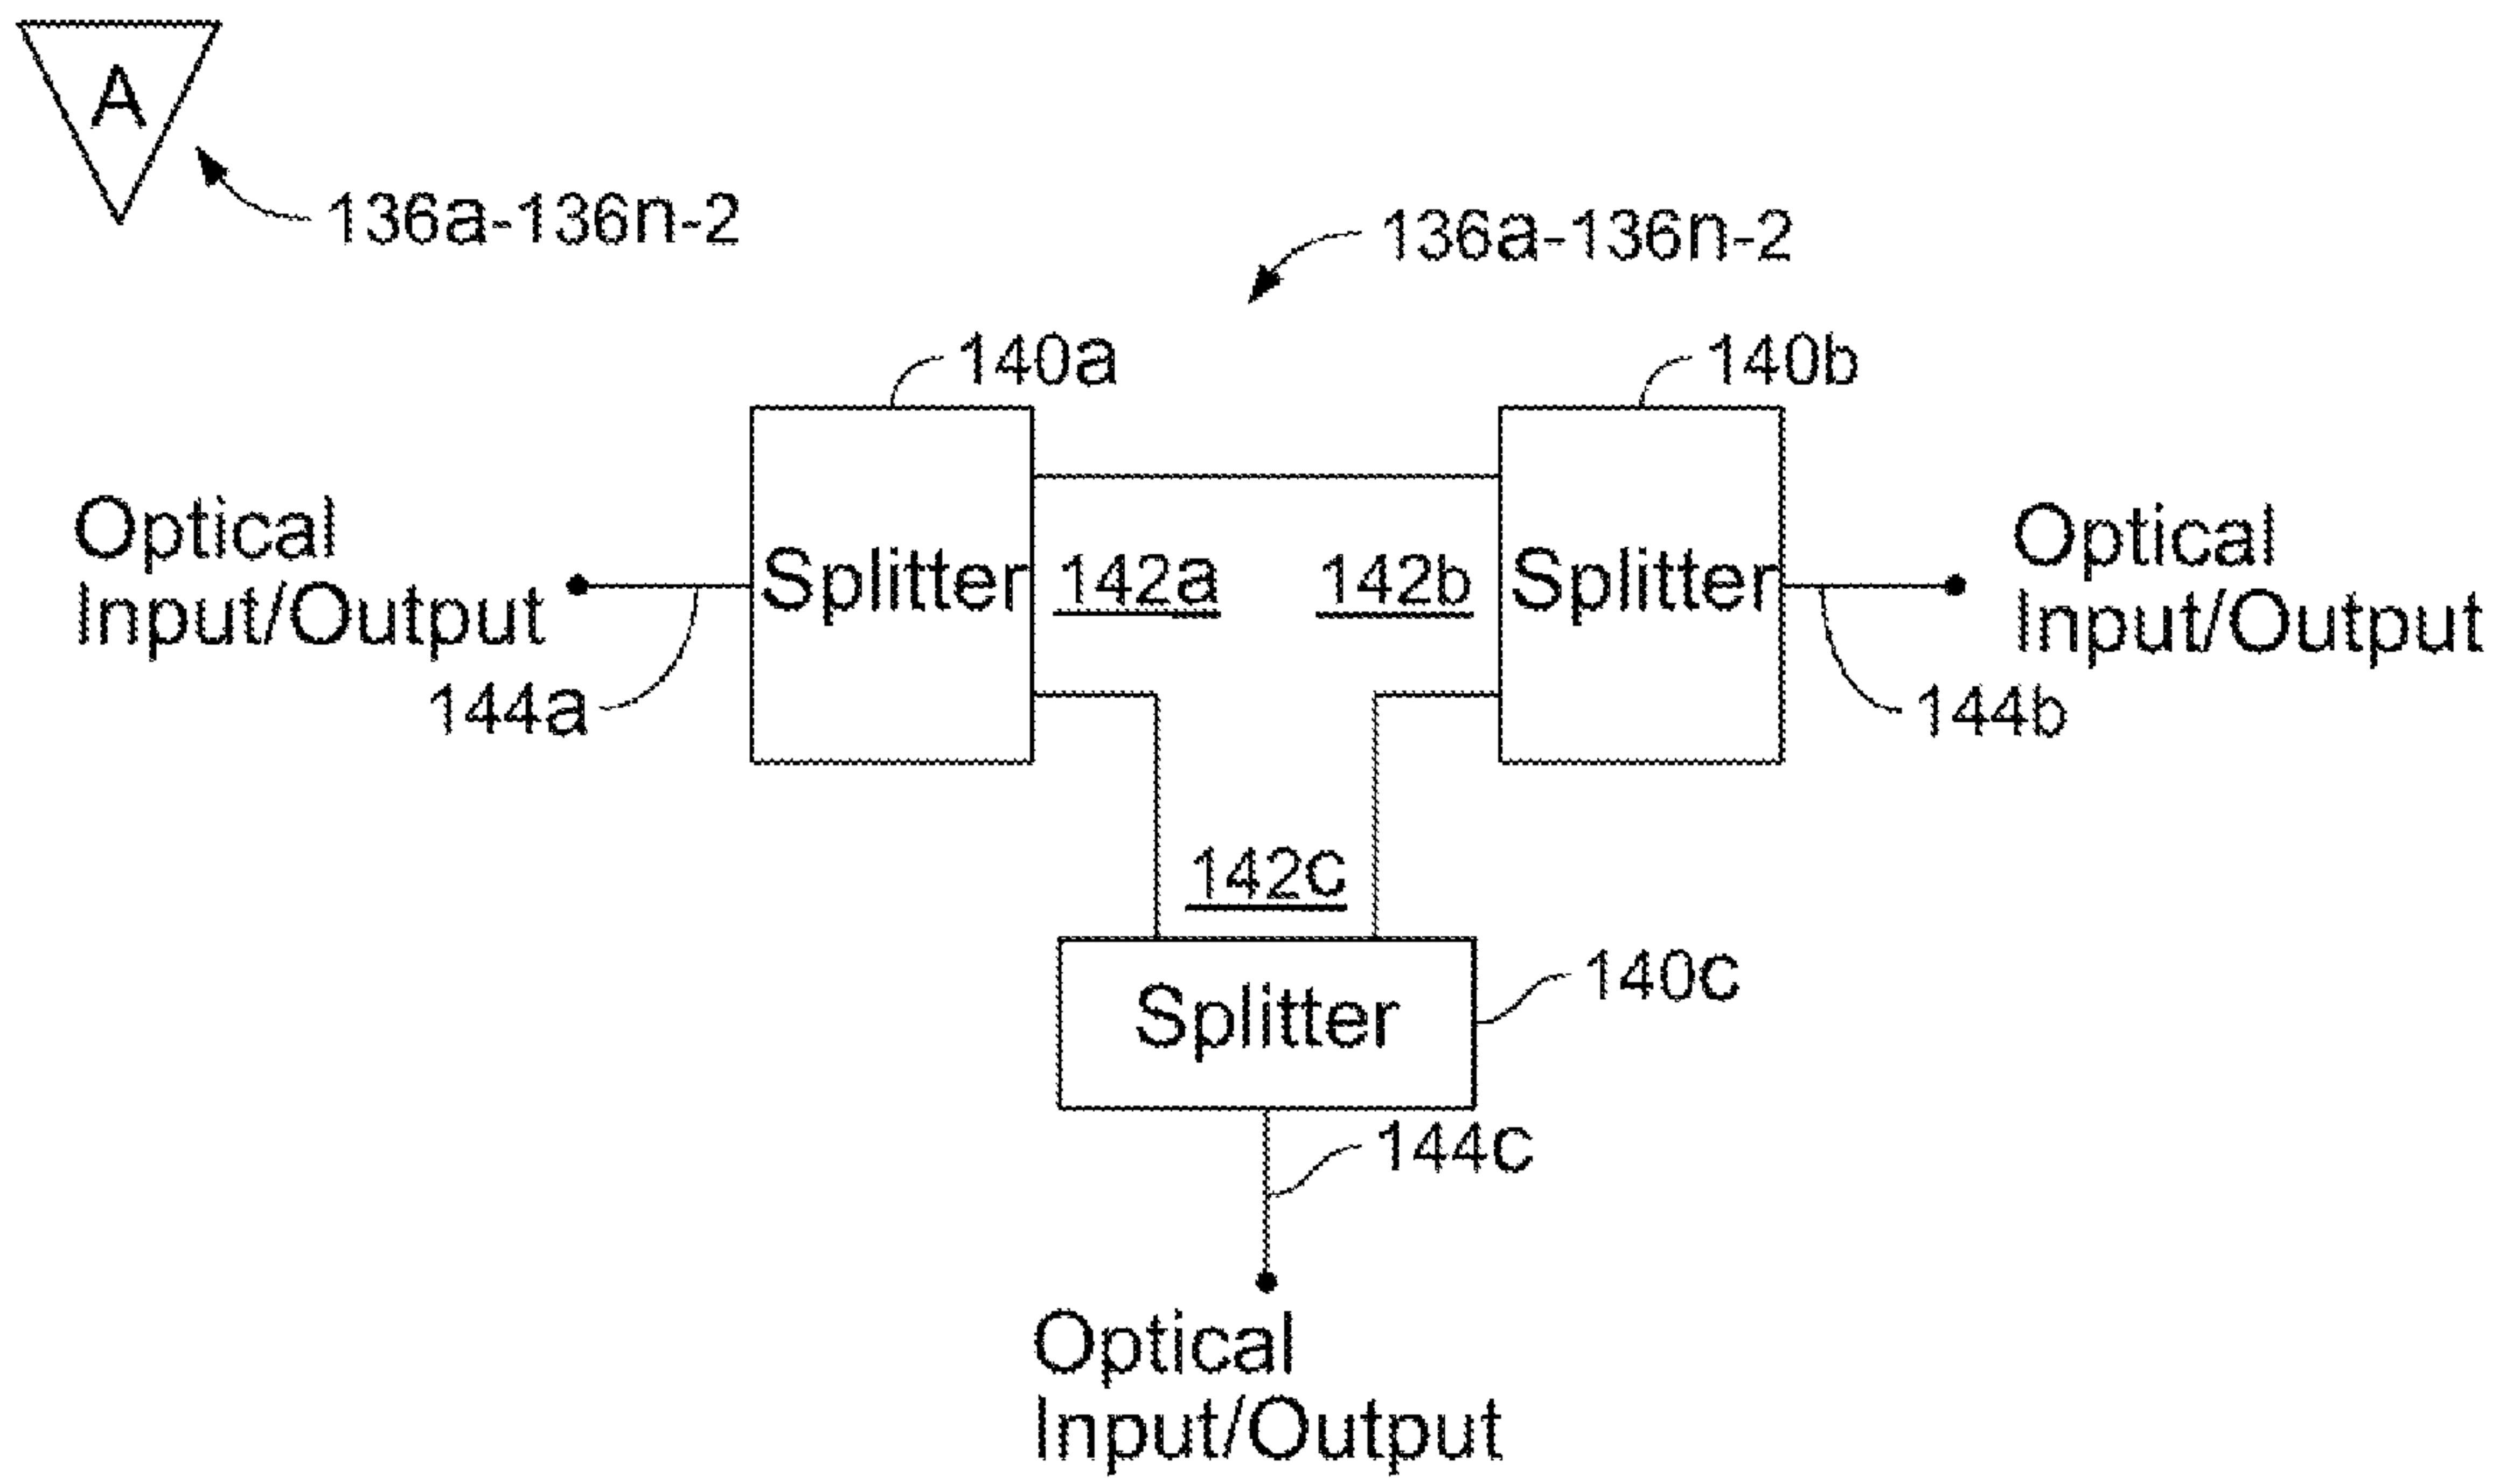 A
136a-136n-2
136a-136n-2
140a
140b
Optical
Input/Output
Splitter
142a
142b
Splitter
Optical
Input/Output
144a
144b
142c
Splitter
140c
144c
Optical
Input/Output